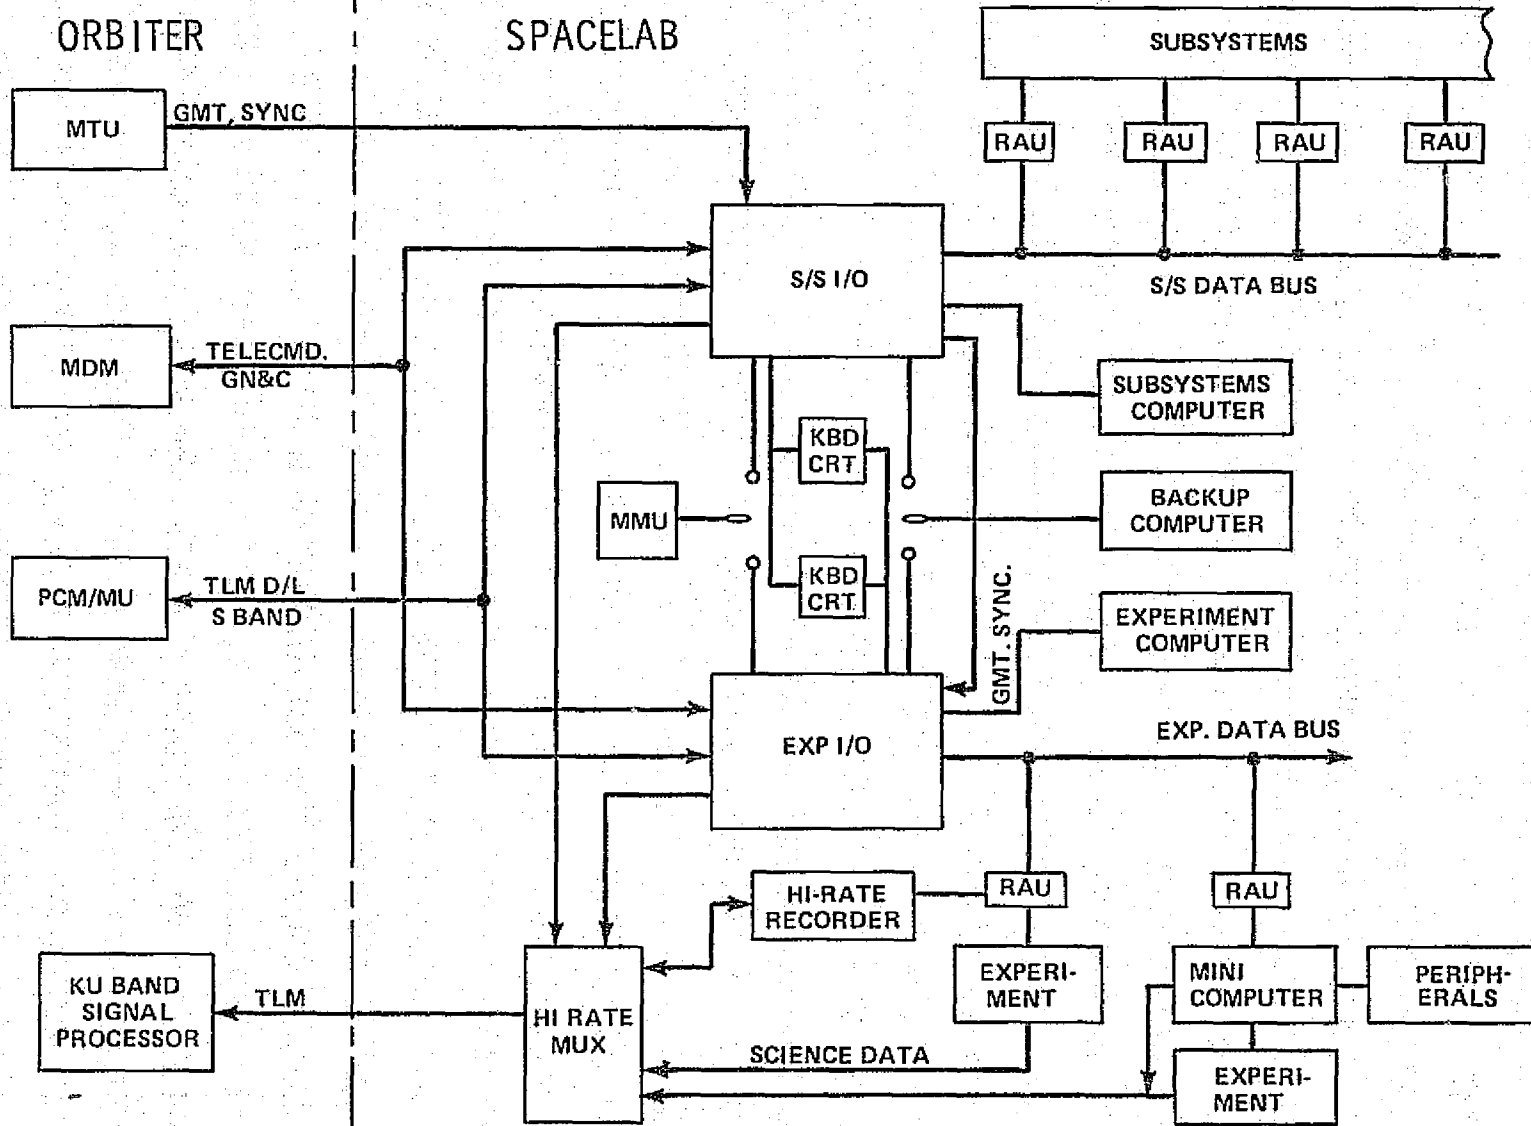 ORBITER
SPACELAB
SUBSYSTEMS
MTU
GMT, SYNC
RAU
RAU
RAU
RAU
S/S I/O
S/S DATA BUS
MDM
TELECMD.
GN&C
SUBSYSTEMS
COMPUTER
KBD
CRT
MMU
BACKUP
COMPUTER
PCM/MU
TLM D/L
S BAND
KBD
CRT
GMT. SYNC.
EXPERIMENT
COMPUTER
EXP I/O
EXP. DATA BUS
HI-RATE
RECORDER
RAU
RAU
KU BAND
SIGNAL
PROCESSOR
TLM
HI RATE
MUX
EXPERI-
MENT
MINI
COMPUTER
PERIPH-
ERALS
SCIENCE DATA
EXPERI-
MENT